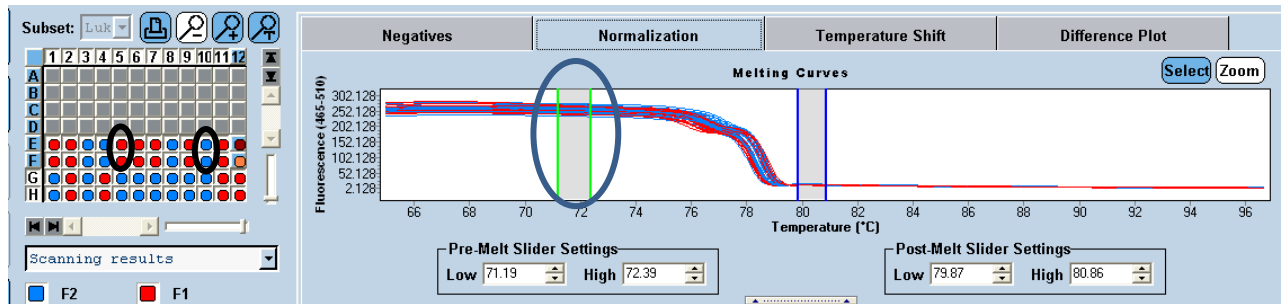 Subset: Luk
1 2 3 4 5 6 7 8 9 10 11 12
A
B
C
D
E
F
G
H
Scanning results
F2 F1
Negatives Normalization Temperature Shift Difference Plot
Melting Curves
Select Zoom
Fluorescence (465-510)
302.128
252.128
202.128
152.128
102.128
52.128
2.128
66 68 70 72 74 76 78 80 82 84 86 88 90 92 94 96
Temperature (°C)
Pre-Melt Slider Settings
Low 71.19 High 72.39
Post-Melt Slider Settings
Low 79.87 High 80.86